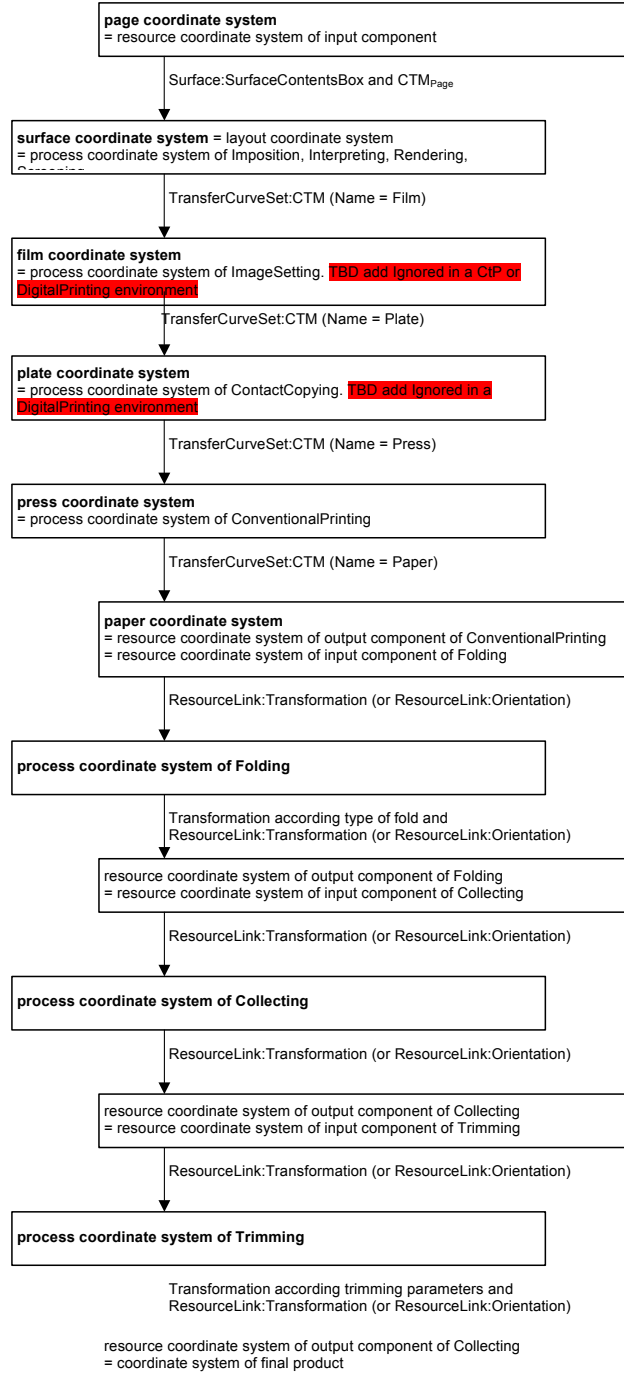 page coordinate system
= resource coordinate system of input component
Surface:SurfaceContentsBox and CTMPage
surface coordinate system = layout coordinate system
= process coordinate system of Imposition, Interpreting, Rendering,
TransferCurveSet:CTM (Name = Film)
film coordinate system
= process coordinate system of ImageSetting. TBD add Ignored in a CtP or
DigitalPrinting environment
TransferCurveSet:CTM (Name = Plate)
plate coordinate system
= process coordinate system of ContactCopying. TBD add Ignored in a
DigitalPrinting environment
TransferCurveSet:CTM (Name = Press)
press coordinate system
= process coordinate system of ConventionalPrinting
TransferCurveSet:CTM (Name = Paper)
paper coordinate system
= resource coordinate system of output component of ConventionalPrinting
= resource coordinate system of input component of Folding
ResourceLink:Transformation (or ResourceLink:Orientation)
process coordinate system of Folding
Transformation according type of fold and
ResourceLink:Transformation (or ResourceLink:Orientation)
resource coordinate system of output component of Folding
= resource coordinate system of input component of Collecting
ResourceLink:Transformation (or ResourceLink:Orientation)
process coordinate system of Collecting
ResourceLink:Transformation (or ResourceLink:Orientation)
resource coordinate system of output component of Collecting
= resource coordinate system of input component of Trimming
ResourceLink:Transformation (or ResourceLink:Orientation)
process coordinate system of Trimming
Transformation according trimming parameters and
ResourceLink:Transformation (or ResourceLink:Orientation)
resource coordinate system of output component of Collecting
= coordinate system of final product